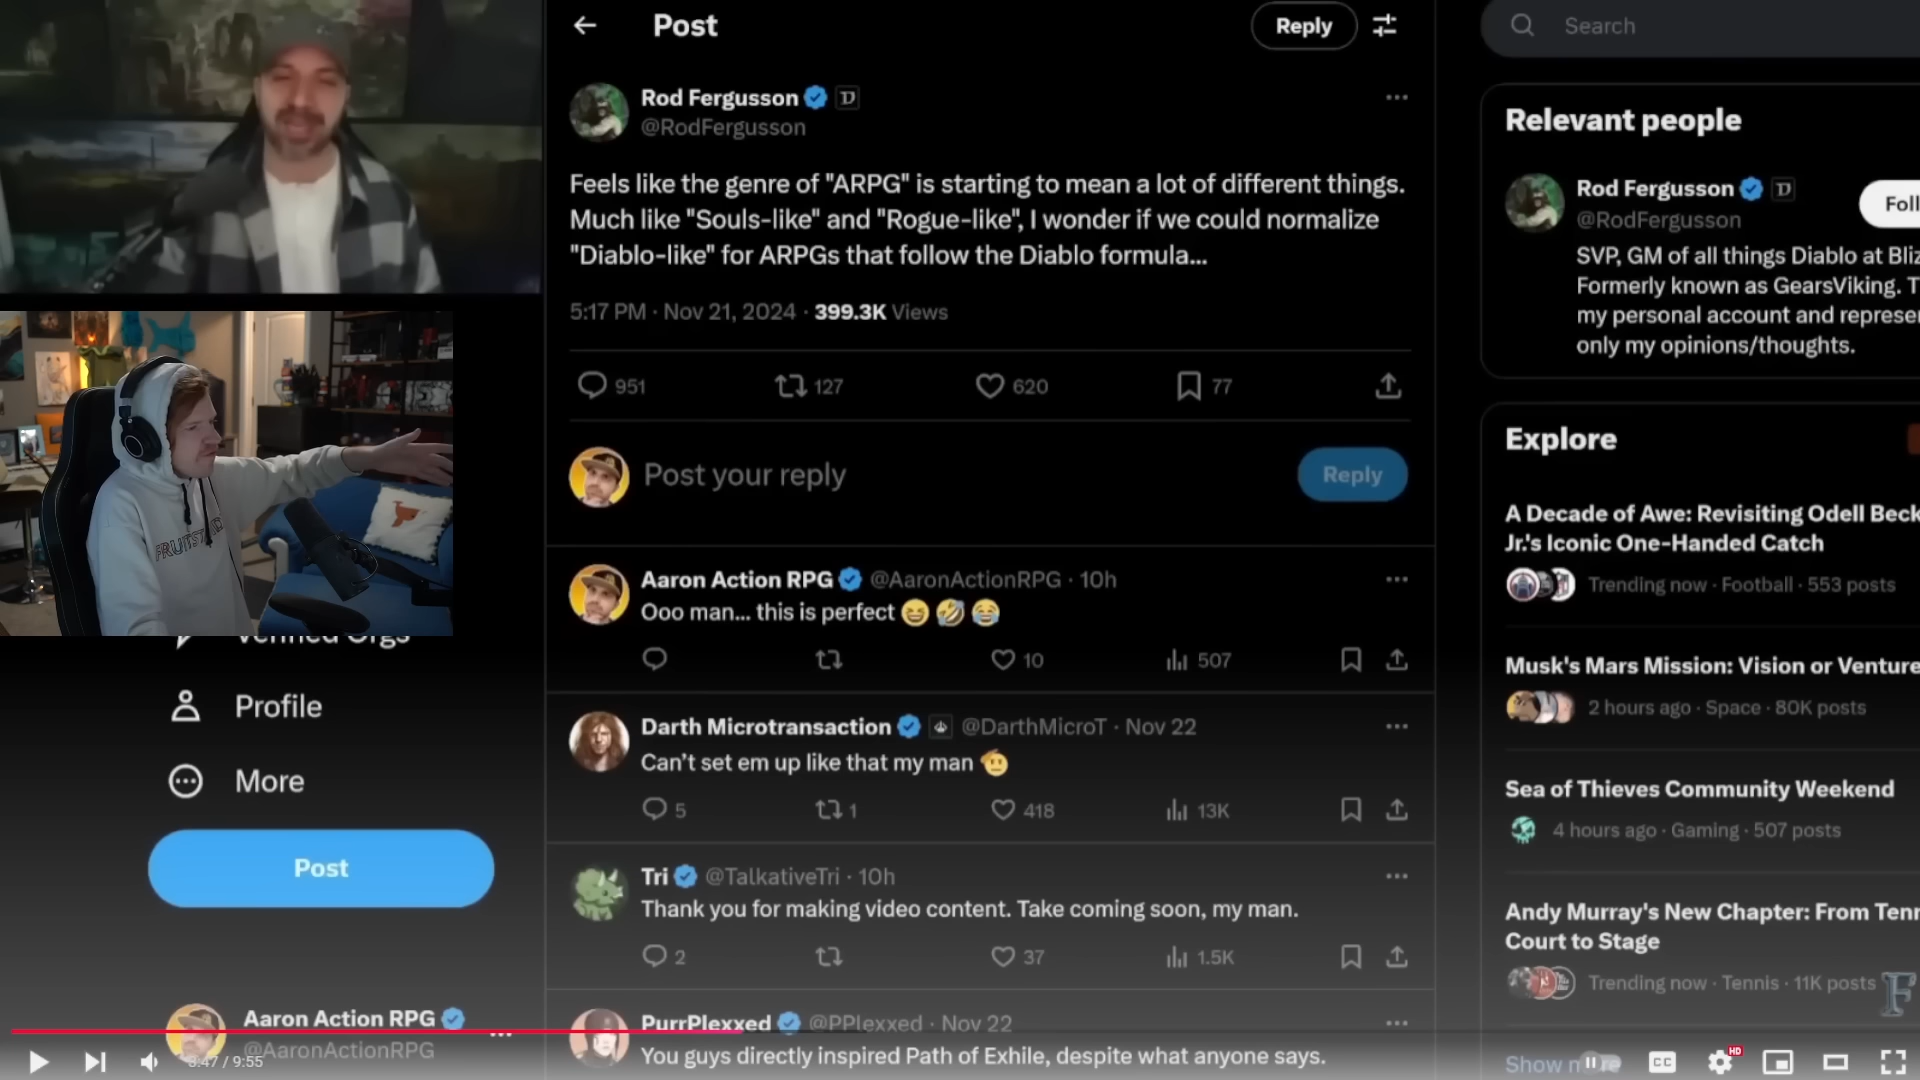 Post
Reply
Search
Rod Fergusson
@RodFergusson
Feels like the genre of "ARPG" is starting to mean a lot of different things.
Much like "Souls-like" and "Rogue-like", I wonder if we could normalize
"Diablo-like" for ARPGs that follow the Diablo formula...
5:17 PM · Nov 21, 2024 · 399.3K Views
951 127 620 77
Post your reply
Reply
Aaron Action RPG @AaronActionRPG · 10h
Ooo man... this is perfect 😆 🤣 😂
10 507
Darth Microtransaction @DarthMicroT · Nov 22
Can't set em up like that my man 🫡
5 1 418 13K
Tri @TalkativeTri · 10h
Thank you for making video content. Take coming soon, my man.
2 37 1.5K
PurrPlexxed @PPlexxed · Nov 22
You guys directly inspired Path of Exhile, despite what anyone says.
Relevant people
Rod Fergusson
@RodFergusson
Foll
SVP, GM of all things Diablo at Bliz
Formerly known as GearsViking. T
my personal account and represe
only my opinions/thoughts.
Explore
A Decade of Awe: Revisiting Odell Beck
Jr.'s Iconic One-Handed Catch
Trending now · Football · 553 posts
Musk's Mars Mission: Vision or Venture
2 hours ago · Space · 80K posts
Sea of Thieves Community Weekend
4 hours ago · Gaming · 507 posts
Andy Murray's New Chapter: From Tenn
Court to Stage
Trending now · Tennis · 11K posts
Show
Verified Orgs
Profile
More
Post
Aaron Action RPG
@AaronActionRPG
/ 9:55
CC
HD